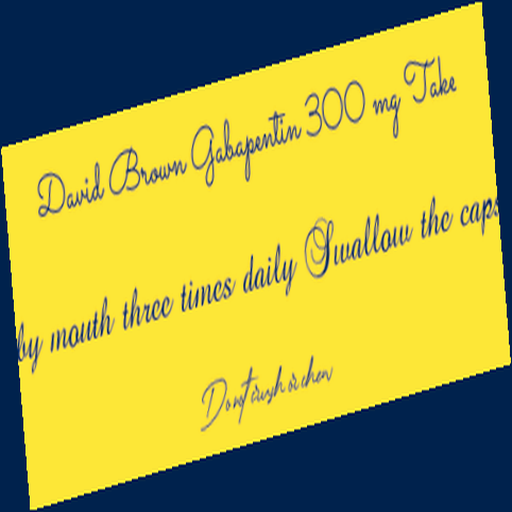 David Brown Gabapentin 300 mg Take
by mouth three times daily Swallow the caps
Do not crush or chew